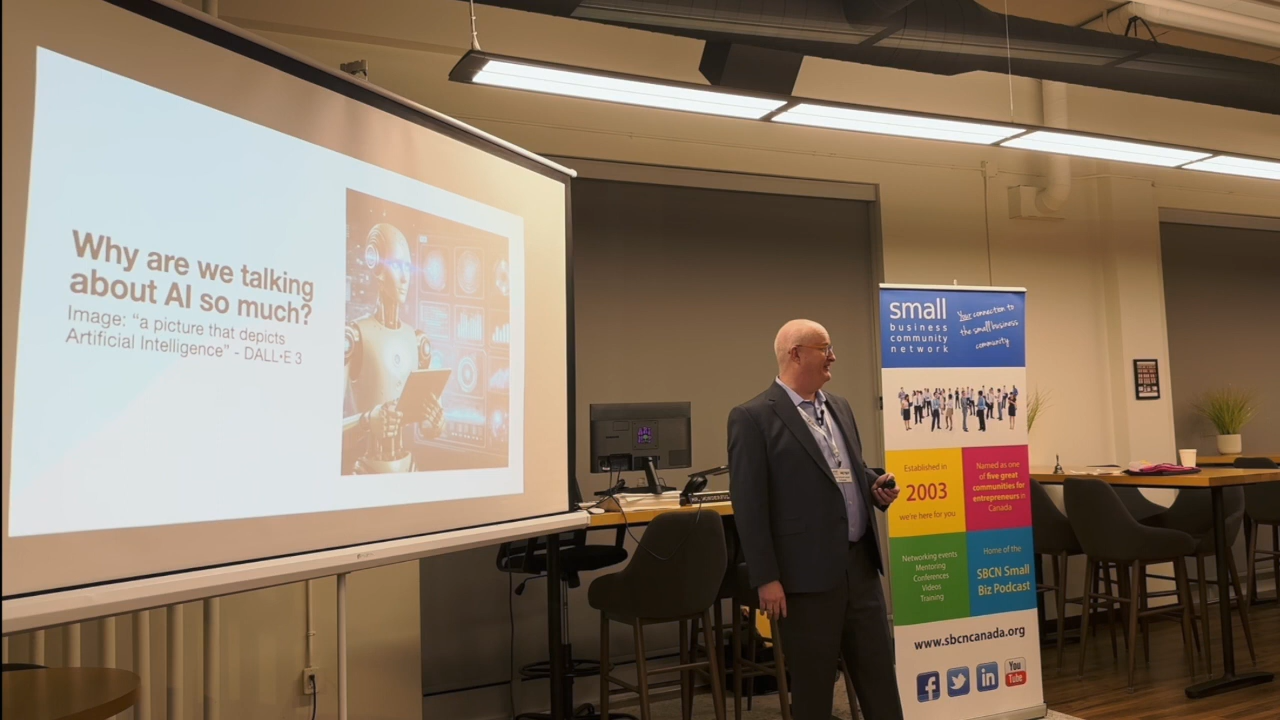 Why are we talking
about AI so much?
Image: “a picture that depicts
Artificial Intelligence” - DALL•E 3
small
business
community
network
Your connection to
the small business
community
Established in
2003
we're here for you
Named as one
of five great
communities for
entrepreneurs in
Canada
Networking events
Mentoring
Conferences
Videos
Training
Home of the
SBCN Small
Biz Podcast
www.sbcncanada.org
f
in
You
Tube